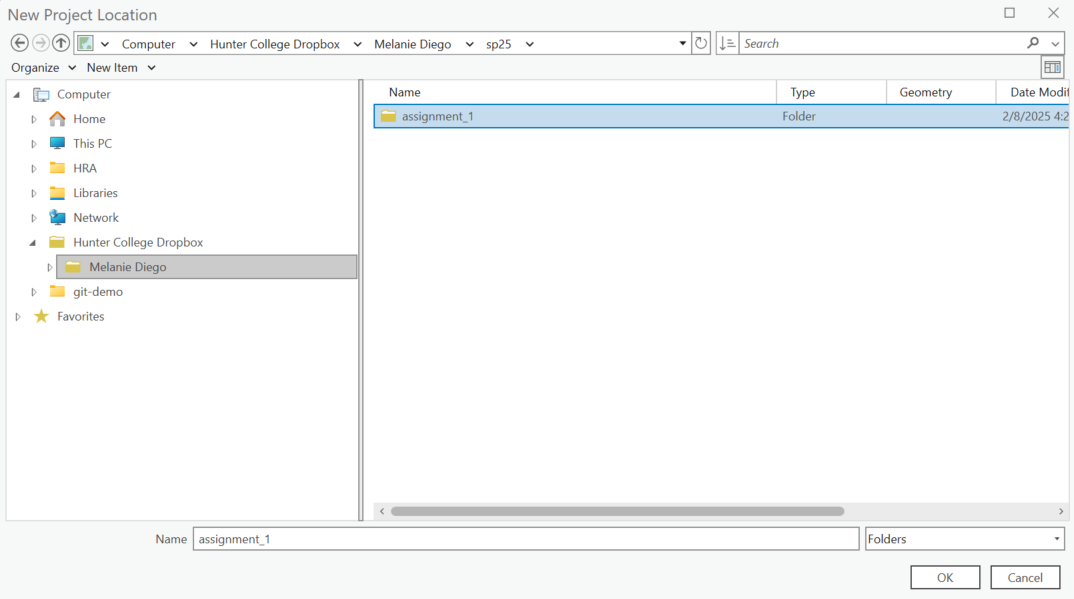 New Project Location
Computer Hunter College Dropbox Melanie Diego sp25 Search
Organize New Item
Computer
Home
This PC
HRA
Libraries
Network
Hunter College Dropbox
Melanie Diego
git-demo
Favorites
Name Type Geometry Date Modif
assignment_1 Folder 2/8/2025 4:2
Name assignment_1 Folders
OK Cancel